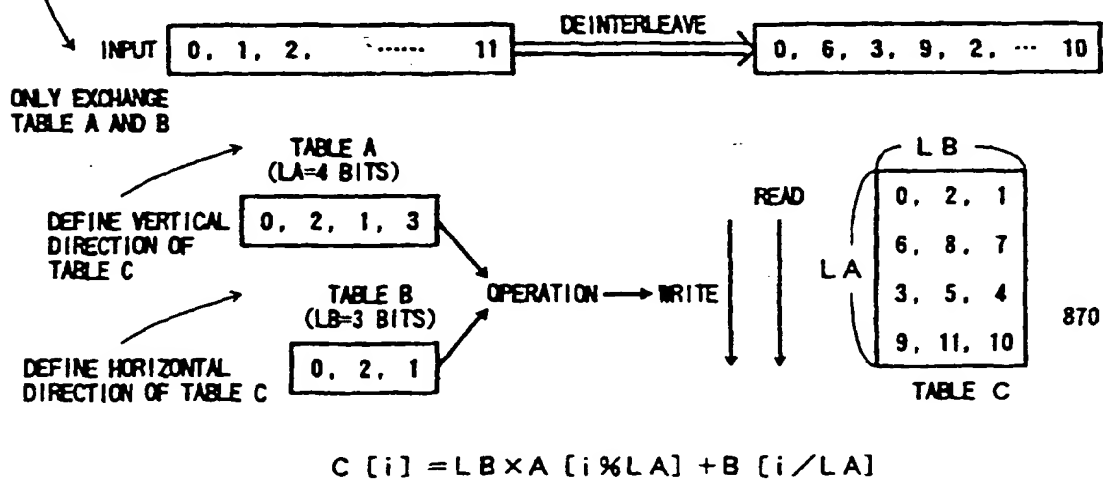 DEINTERLEAVE
INPUT 0, 1, 2, ...... 11
0, 6, 3, 9, 2, ... 10
ONLY EXCHANGE
TABLE A AND B
TABLE A
(LA=4 BITS)
0, 2, 1, 3
DEFINE VERTICAL
DIRECTION OF
TABLE C
TABLE B
(LB=3 BITS)
0, 2, 1
DEFINE HORIZONTAL
DIRECTION OF TABLE C
OPERATION
WRITE
READ
LB
LA
0, 2, 1
6, 8, 7
3, 5, 4
9, 11, 10
TABLE C
870
C [i] =LB×A [i%LA] +B [i/LA]